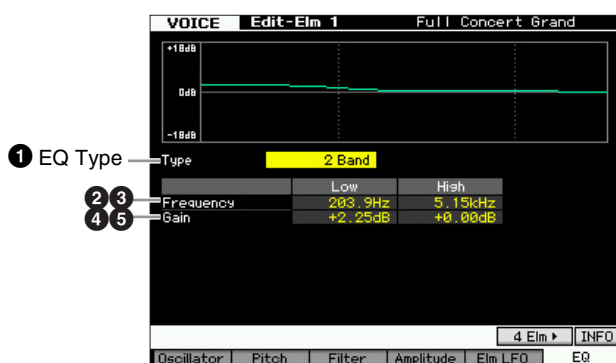 VOICE Edit-Elm 1 Full Concert Grand
+18dB
0dB
-18dB
1 EQ Type Type 2 Band
Low High
2 3 Frequency 203.9Hz 5.15kHz
4 5 Gain +2.25dB +0.00dB
4 Elm INFO
Oscillator Pitch Filter Amplitude Elm LFO EQ